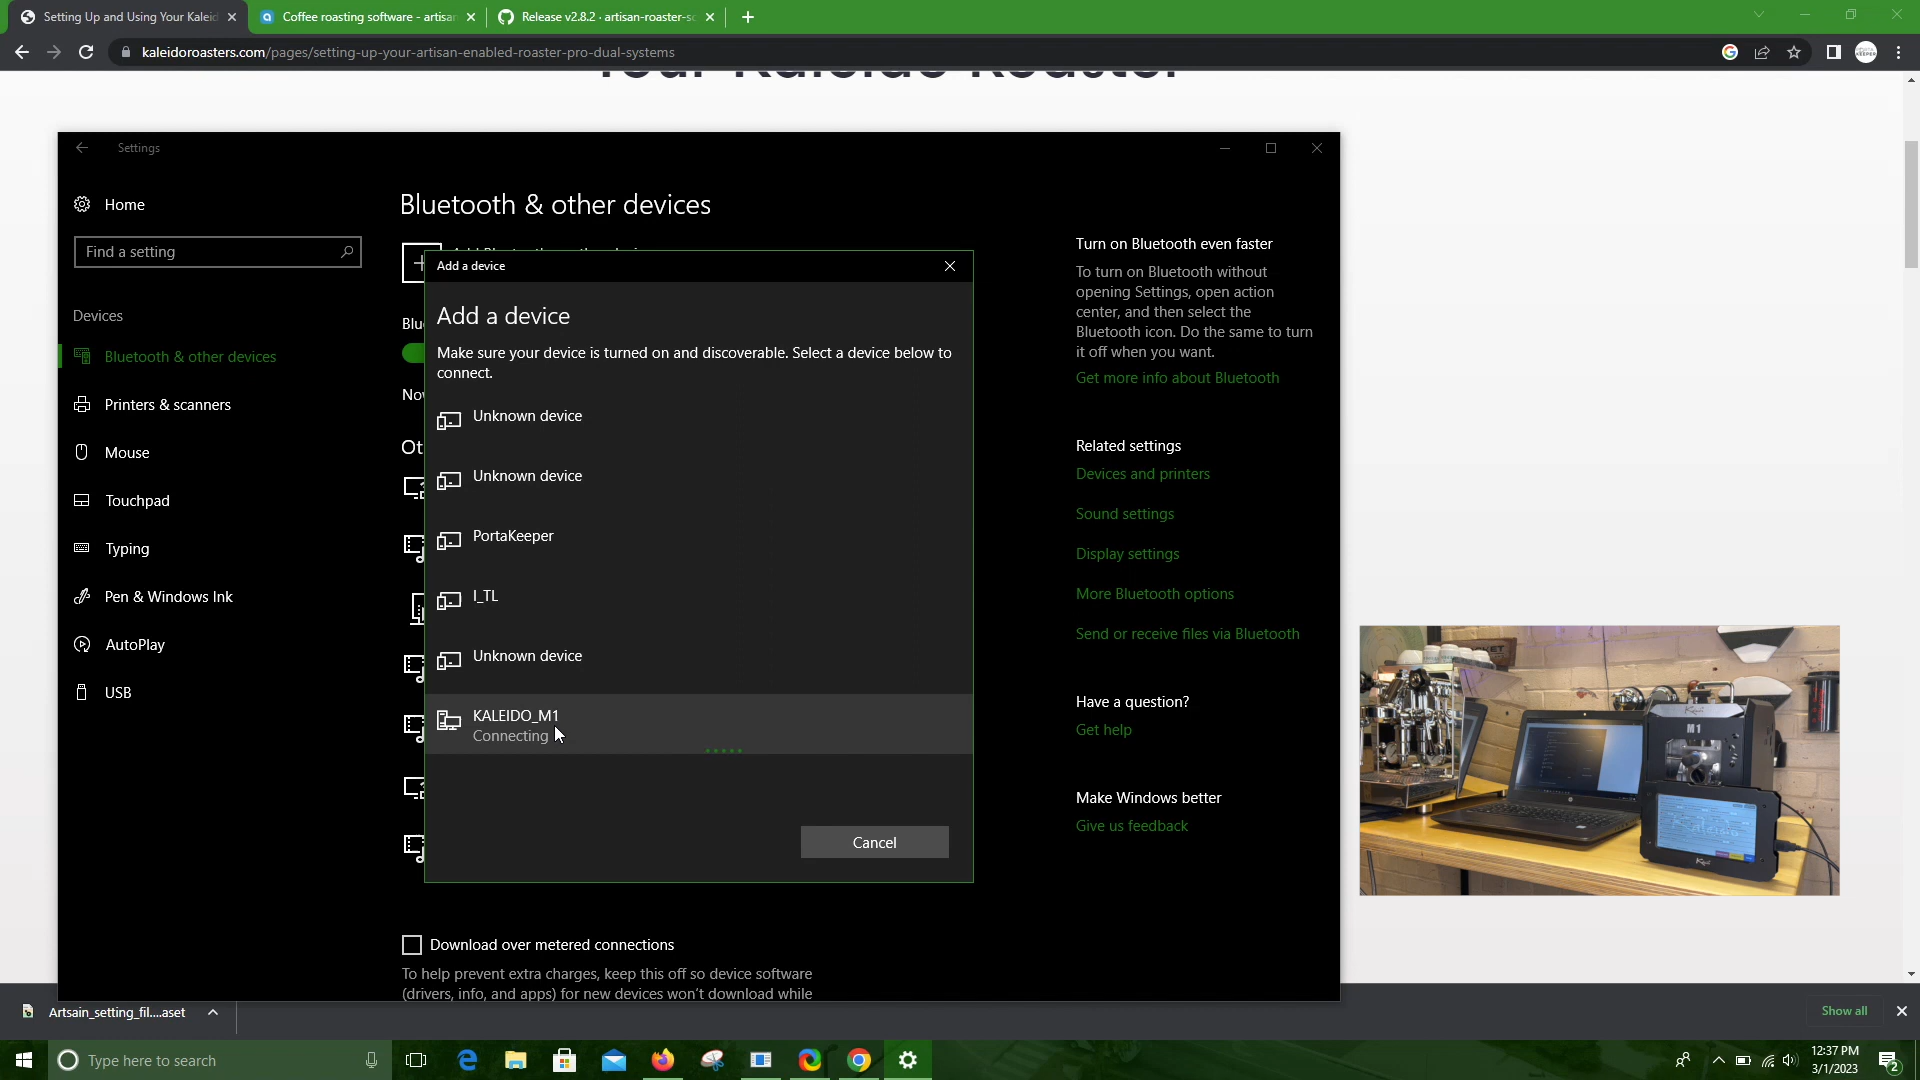 Setting Up and Using Your Kaleid
Coffee roasting software - artisan
Release v2.8.2 · artisan-roaster-sc
kaleidoroasters.com/pages/setting-up-your-artisan-enabled-roaster-pro-dual-systems
Your Kaleido Roaster
Settings
Home
Find a setting
Devices
Bluetooth & other devices
Printers & scanners
Mouse
Touchpad
Typing
Pen & Windows Ink
AutoPlay
USB
Bluetooth & other devices
Blu
Nov
Ot
Add a device
Add a device
Make sure your device is turned on and discoverable. Select a device below to
connect.
Unknown device
Unknown device
PortaKeeper
I_TL
Unknown device
KALEIDO_M1
Connecting
Cancel
Download over metered connections
To help prevent extra charges, keep this off so device software
(drivers, info, and apps) for new devices won't download while
Turn on Bluetooth even faster
To turn on Bluetooth without
opening Settings, open action
center, and then select the
Bluetooth icon. Do the same to turn
it off when you want.
Get more info about Bluetooth
Related settings
Devices and printers
Sound settings
Display settings
More Bluetooth options
Send or receive files via Bluetooth
Have a question?
Get help
Make Windows better
Give us feedback
M1
Artsain_setting_fil....aset
Show all
Type here to search
12:37 PM
3/1/2023
2